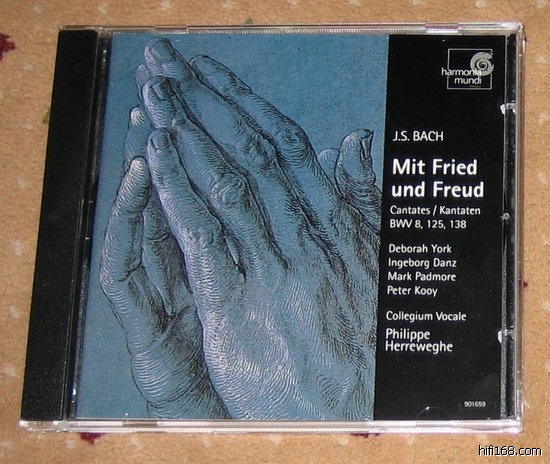 harmonia
mundi
J.S. BACH
Mit Fried
und Freud
Cantates / Kantaten
BWV 8, 125, 138
Deborah York
Ingeborg Danz
Mark Padmore
Peter Kooy
Collegium Vocale
Philippe
Herreweghe
901659
hifi168.com